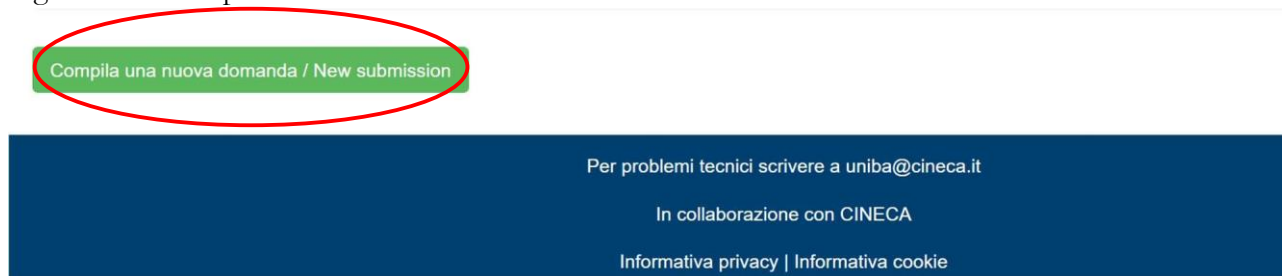 Compila una nuova domanda / New submission
Per problemi tecnici scrivere a uniba@cineca.it
In collaborazione con CINECA
Informativa privacy | Informativa cookie